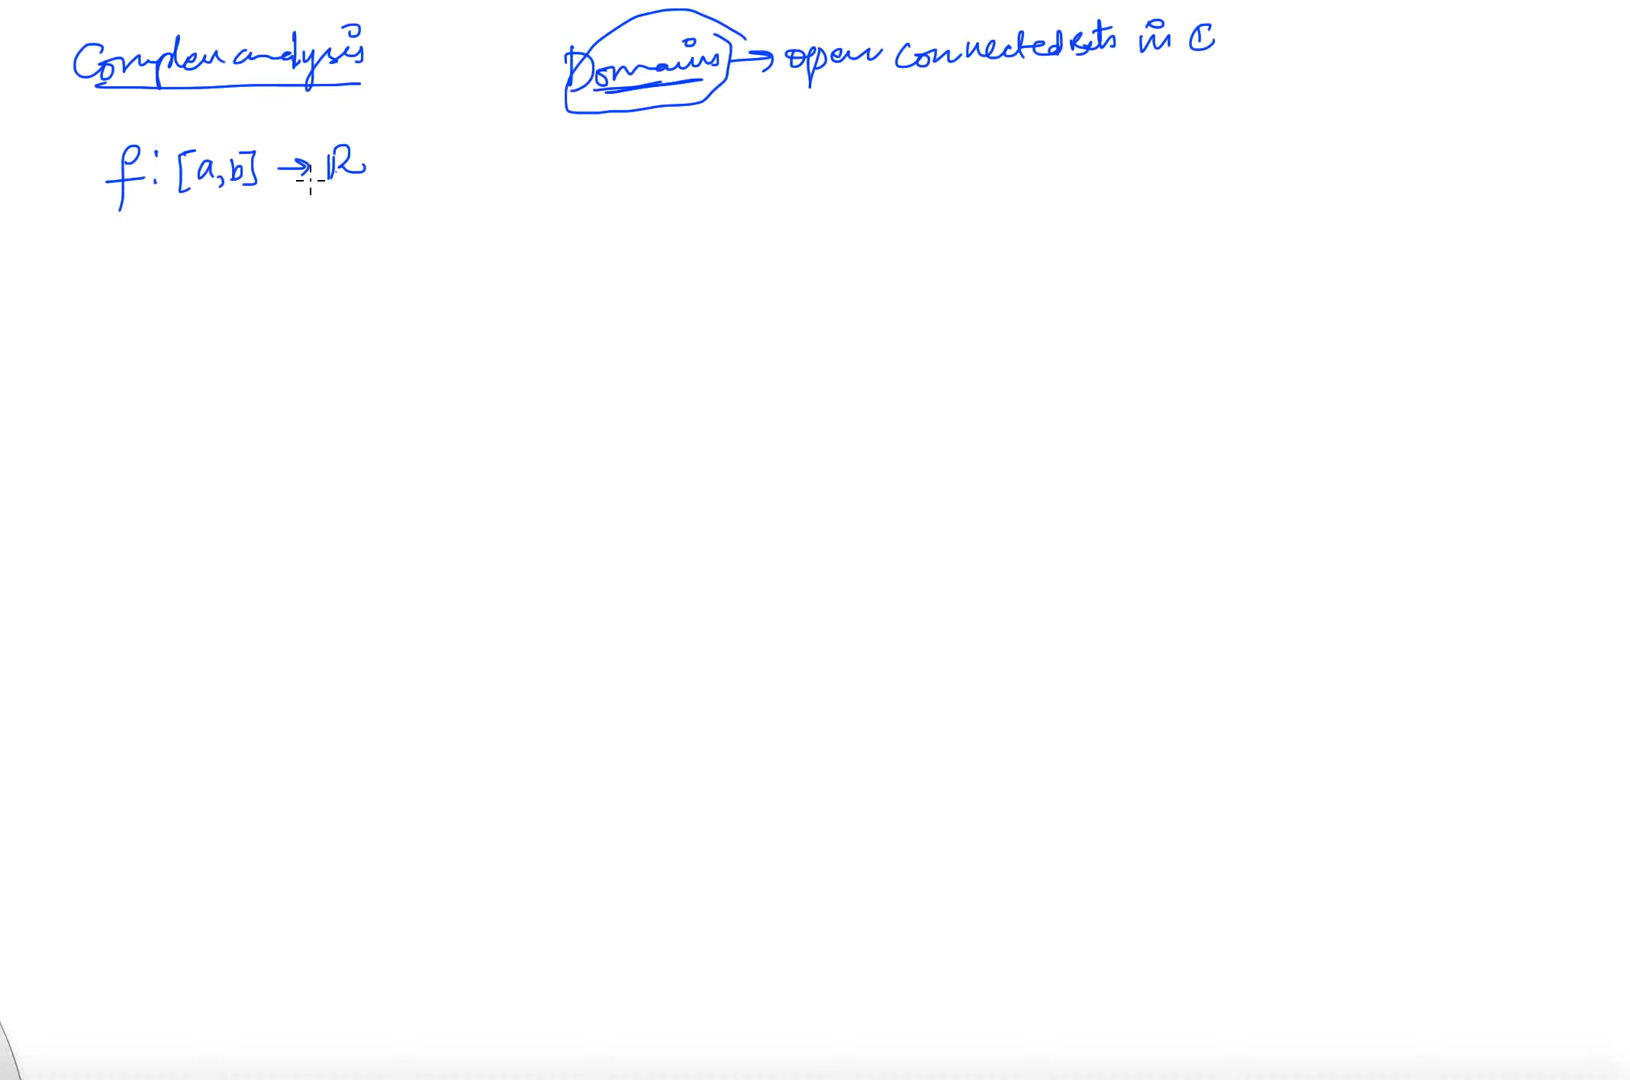 Complex analysis
Domains → open connected sets in ℂ
f: [a,b] → ℝ